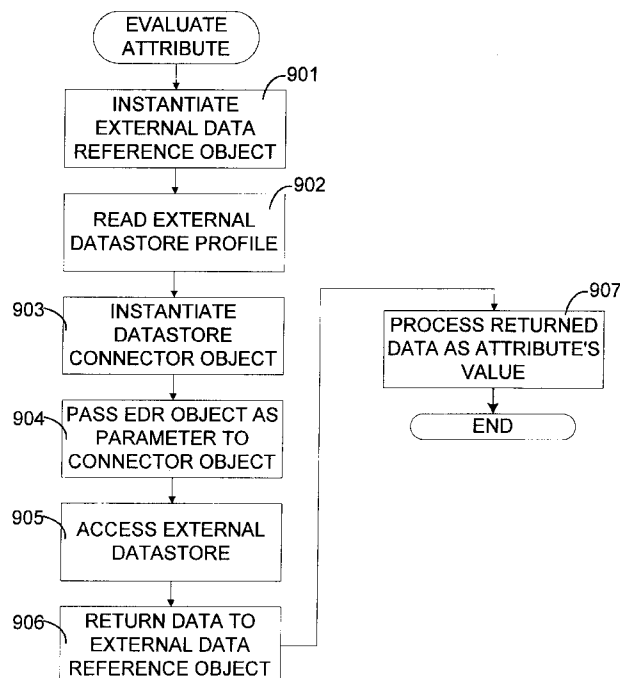 EVALUATE
ATTRIBUTE
901
INSTANTIATE
EXTERNAL DATA
REFERENCE OBJECT
902
READ EXTERNAL
DATASTORE PROFILE
903
INSTANTIATE
DATASTORE
CONNECTOR OBJECT
904
PASS EDR OBJECT AS
PARAMETER TO
CONNECTOR OBJECT
905
ACCESS EXTERNAL
DATASTORE
906
RETURN DATA TO
EXTERNAL DATA
REFERENCE OBJECT
907
PROCESS RETURNED
DATA AS ATTRIBUTE'S
VALUE
END